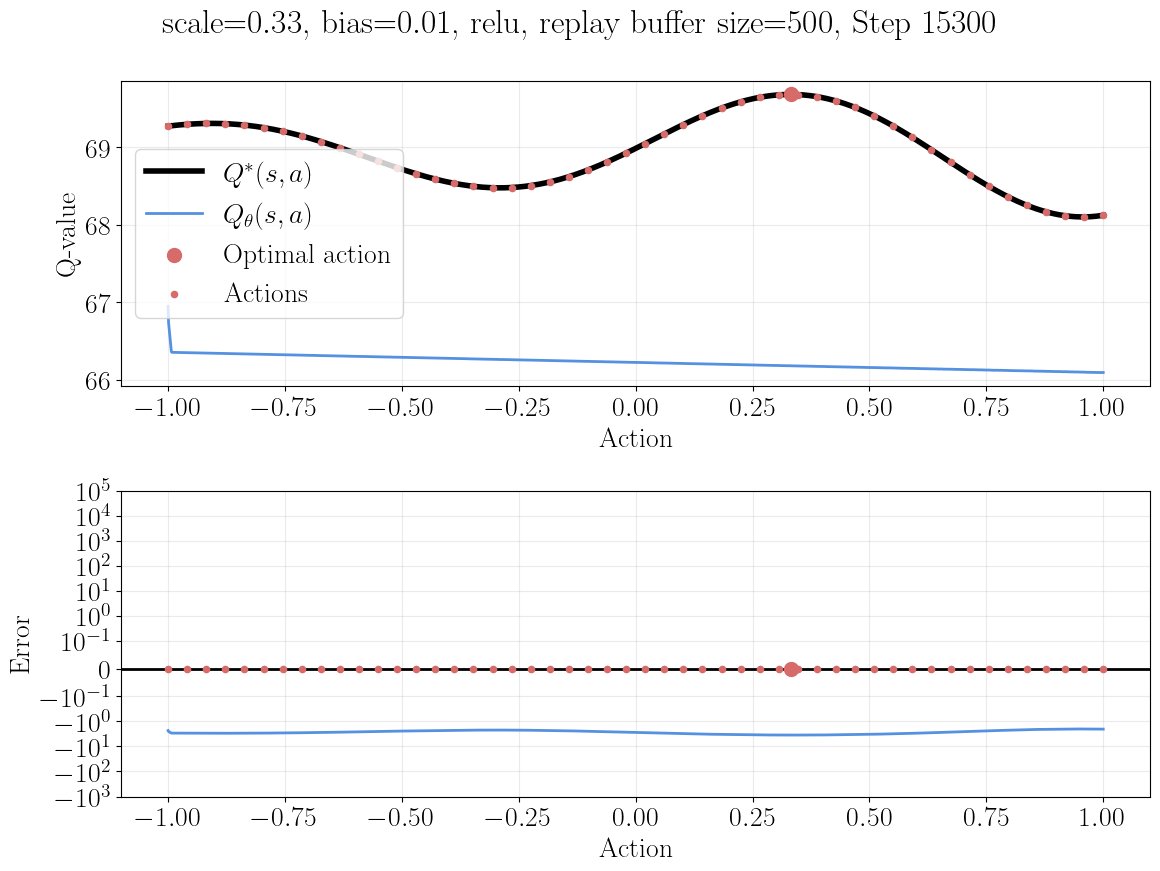 scale=0.33, bias=0.01, relu, replay buffer size=500, Step 15300
Q-value
69
68
67
66
Q*(s, a)
Qθ(s, a)
Optimal action
Actions
−1.00 −0.75 −0.50 −0.25 0.00 0.25 0.50 0.75 1.00
Action
Error
10^5
10^4
10^3
10^2
10^1
10^0
10^−1
0
−10^−1
−10^0
−10^1
−10^2
−10^3
−1.00 −0.75 −0.50 −0.25 0.00 0.25 0.50 0.75 1.00
Action